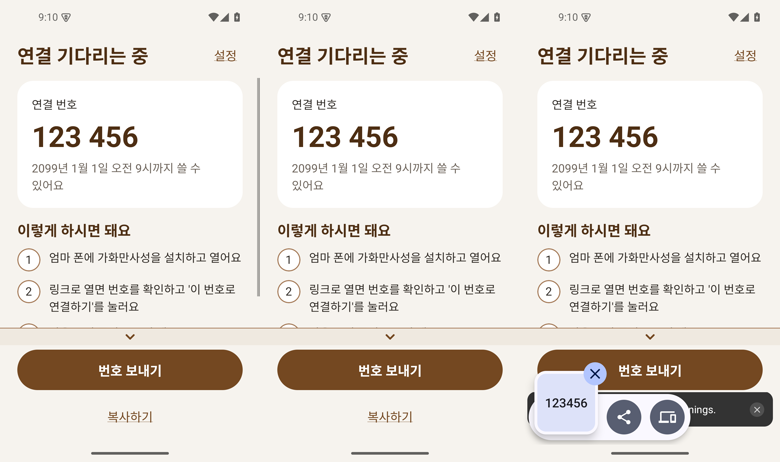 9:10
연결 기다리는 중
설정
연결 번호
123 456
2099년 1월 1일 오전 9시까지 쓸 수
있어요
이렇게 하시면 돼요
1 엄마 폰에 가화만사성을 설치하고 열어요
2 링크로 열면 번호를 확인하고 '이 번호로
연결하기'를 눌러요
번호 보내기
복사하기
9:10
연결 기다리는 중
설정
연결 번호
123 456
2099년 1월 1일 오전 9시까지 쓸 수
있어요
이렇게 하시면 돼요
1 엄마 폰에 가화만사성을 설치하고 열어요
2 링크로 열면 번호를 확인하고 '이 번호로
연결하기'를 눌러요
번호 보내기
복사하기
9:10
연결 기다리는 중
설정
연결 번호
123 456
2099년 1월 1일 오전 9시까지 쓸 수
있어요
이렇게 하시면 돼요
1 엄마 폰에 가화만사성을 설치하고 열어요
2 링크로 열면 번호를 확인하고 '이 번호로
연결하기'를 눌러요
번호 보내기
123456
nings.